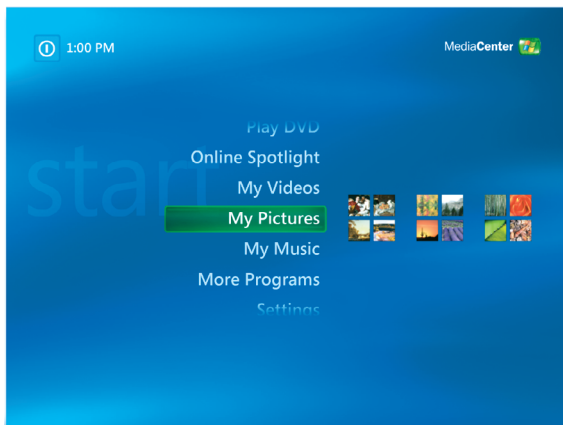 1:00 PM
MediaCenter
start
Play DVD
Online Spotlight
My Videos
My Pictures
My Music
More Programs
Settings